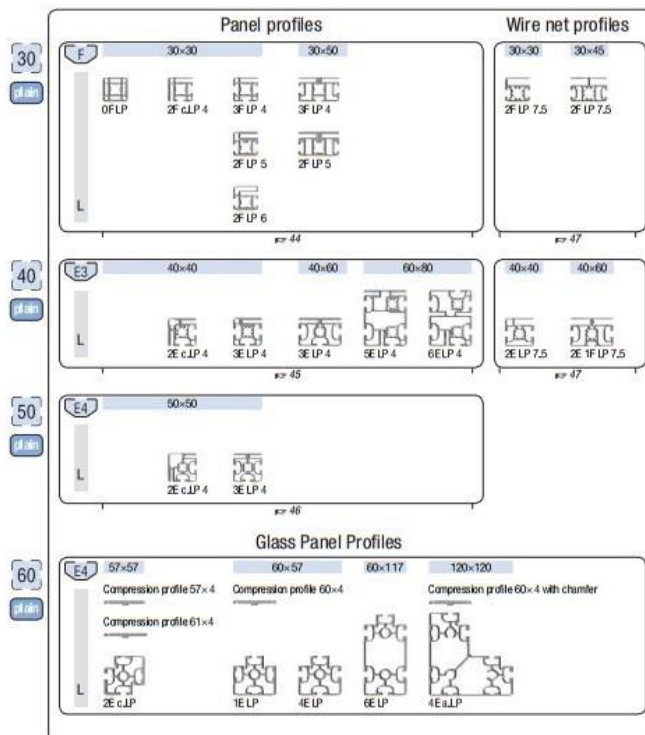 Panel profiles Wire net profiles
30 F 30×30 30×50 30×30 30×45
plain
0F LP 2F c.LP 4 3F LP 4 3F LP 4 2F LP 7.5 2F LP 7.5
2F LP 5 2F LP 5
L 2F LP 6
44 47
40 E3 40×40 40×60 60×80 40×40 40×60
plain
L
2E c.LP 4 3E LP 4 3E LP 4 5E LP 4 6E LP 4 2E LP 7.5 2E 1F LP 7.5
45 47
50 E4 50×50
plain
L
2E c.LP 4 3E LP 4
46
Glass Panel Profiles
60 E4 57×57 60×57 60×117 120×120
plain
Compression profile 57×4 Compression profile 60×4 Compression profile 60×4 with chamfer
Compression profile 61×4
L
2E c.LP 1E LP 4E LP 6E LP 4E a.LP